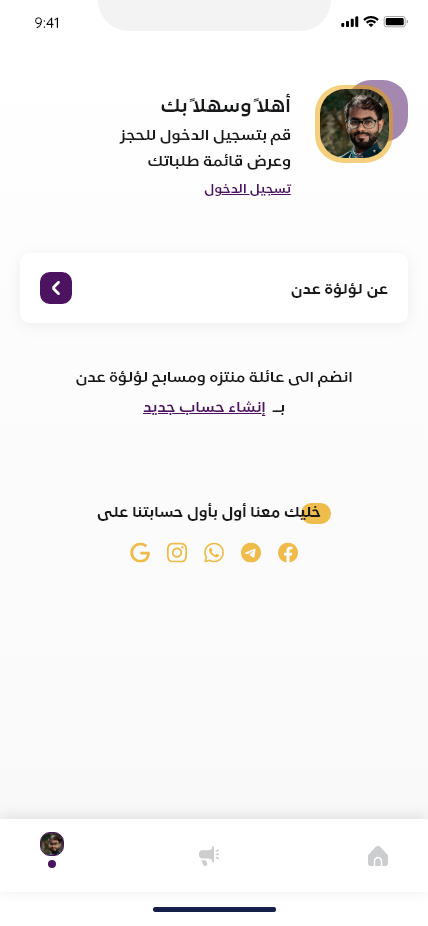 9:41
أهلاً وسهلاً بك
قم بتسجيل الدخول للحجز
وعرض قائمة طلباتك
تسجيل الدخول
عن لؤلؤة عدن
انضم الى عائلة منتزه ومسابح لؤلؤة عدن
بـ إنشاء حساب جديد
خليك معنا أول بأول حسابتنا على